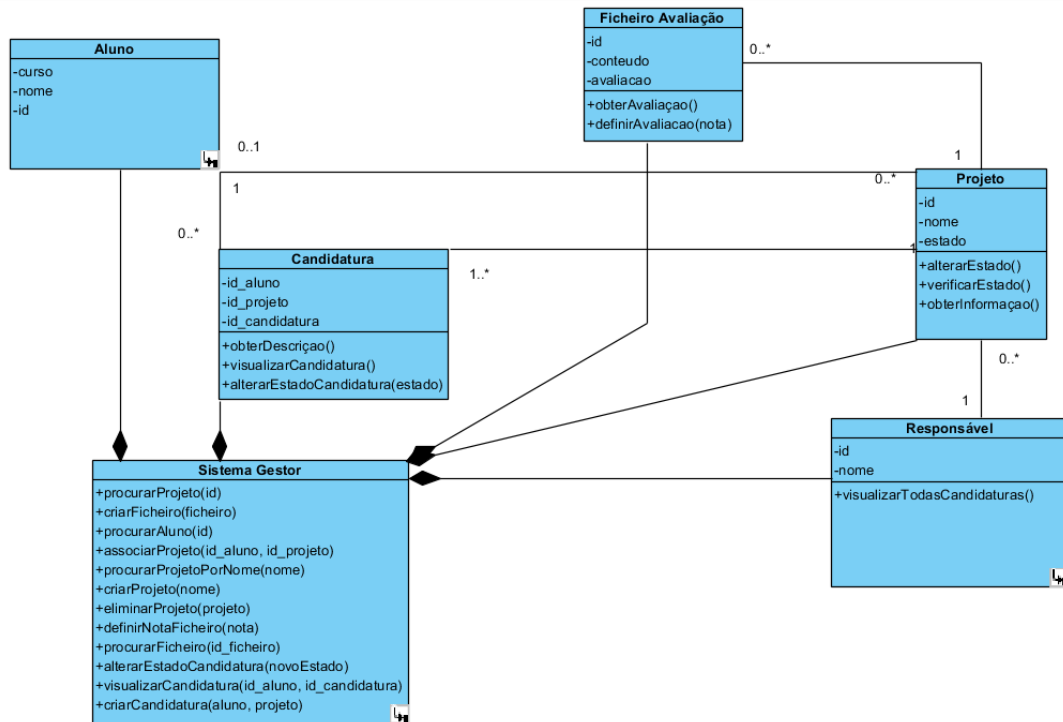 Aluno
-curso
-nome
-id
Ficheiro Avaliação
-id
-conteudo
-avaliacao
+obterAvaliaçao()
+definirAvaliacao(nota)
0..*
1
0..1
1
0..*
0..*
Projeto
-id
-nome
-estado
+alterarEstado()
+verificarEstado()
+obterInformaçao()
Candidatura
-id_aluno
-id_projeto
-id_candidatura
+obterDescriçao()
+visualizarCandidatura()
+alterarEstadoCandidatura(estado)
1..*
1
0..*
1
Responsável
-id
-nome
+visualizarTodasCandidaturas()
Sistema Gestor
+procurarProjeto(id)
+criarFicheiro(ficheiro)
+procurarAluno(id)
+associarProjeto(id_aluno, id_projeto)
+procurarProjetoPorNome(nome)
+criarProjeto(nome)
+eliminarProjeto(projeto)
+definirNotaFicheiro(nota)
+procurarFicheiro(id_ficheiro)
+alterarEstadoCandidatura(novoEstado)
+visualizarCandidatura(id_aluno, id_candidatura)
+criarCandidatura(aluno, projeto)